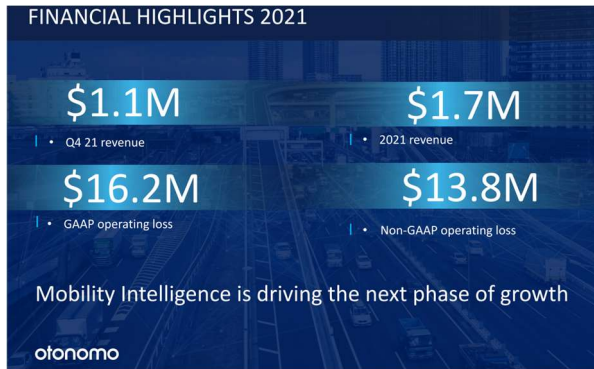 FINANCIAL HIGHLIGHTS 2021
$1.1M
• Q4 21 revenue
$1.7M
• 2021 revenue
$16.2M
• GAAP operating loss
$13.8M
• Non-GAAP operating loss
Mobility Intelligence is driving the next phase of growth
otonomo